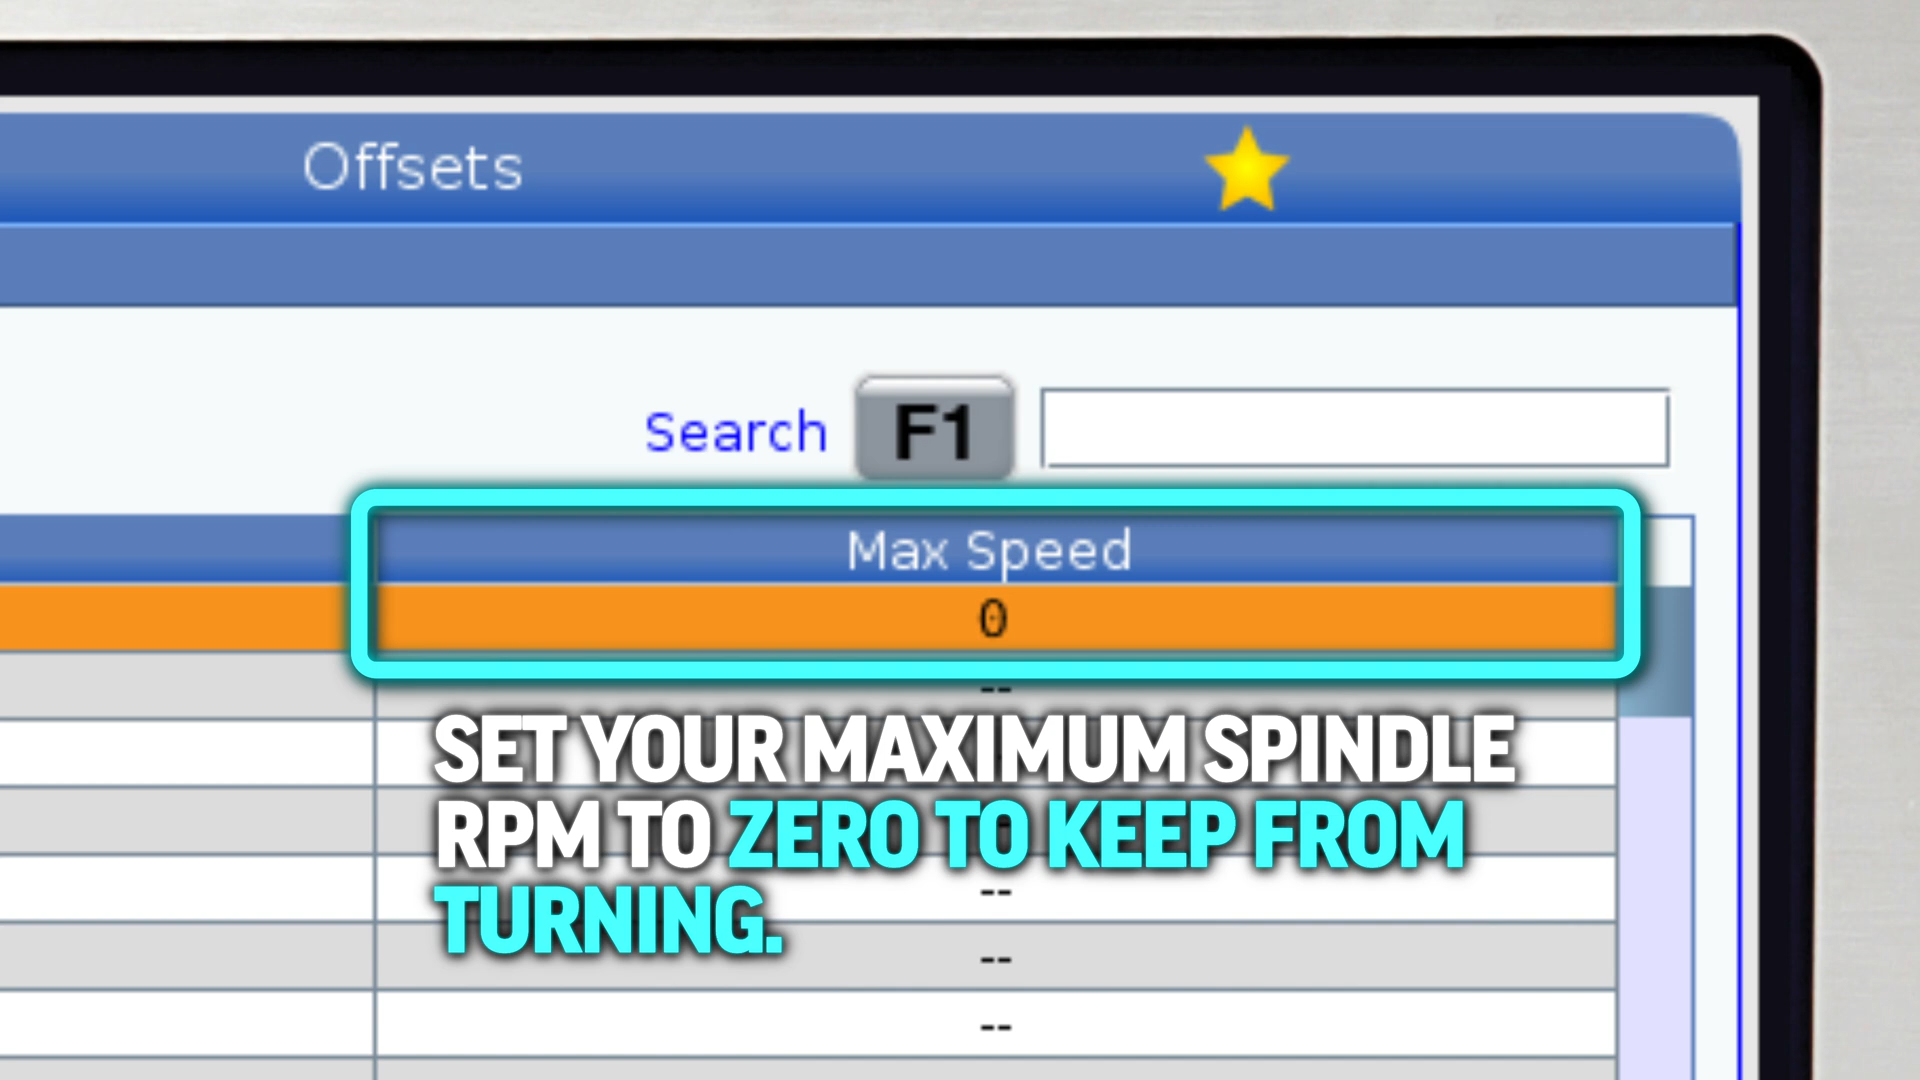 Offsets
Search F1
Max Speed
0
--
SET YOUR MAXIMUM SPINDLE
RPM TO ZERO TO KEEP FROM
--
TURNING.
--
--